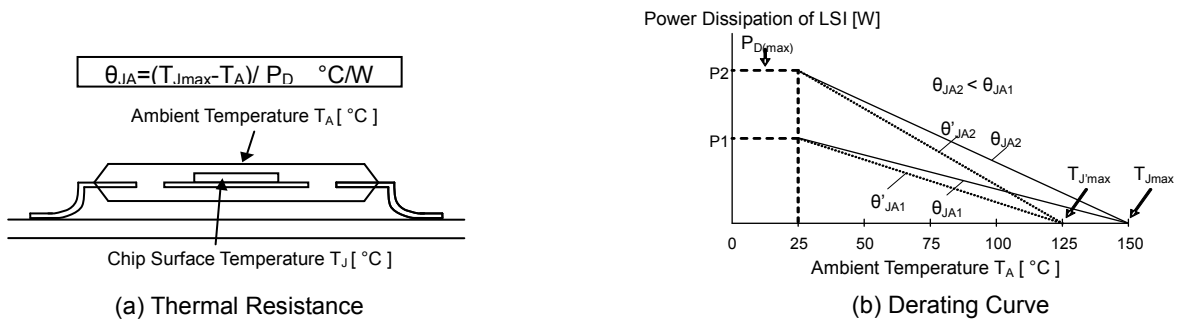 θJA=(TJmax-TA)/ PD °C/W
Ambient Temperature TA [ °C ]
Chip Surface Temperature TJ [ °C ]
(a) Thermal Resistance
Power Dissipation of LSI [W]
PD(max)
P2
θJA2 < θJA1
θ'JA2
θJA2
P1
TJ'max
TJmax
θ'JA1
θJA1
0 25 50 75 100 125 150
Ambient Temperature TA [ °C ]
(b) Derating Curve